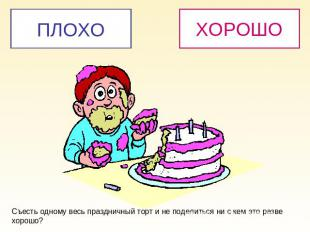 ПЛОХО
ХОРОШО
Съесть одному весь праздничный торт и не поделиться ни с кем это разве
хорошо?